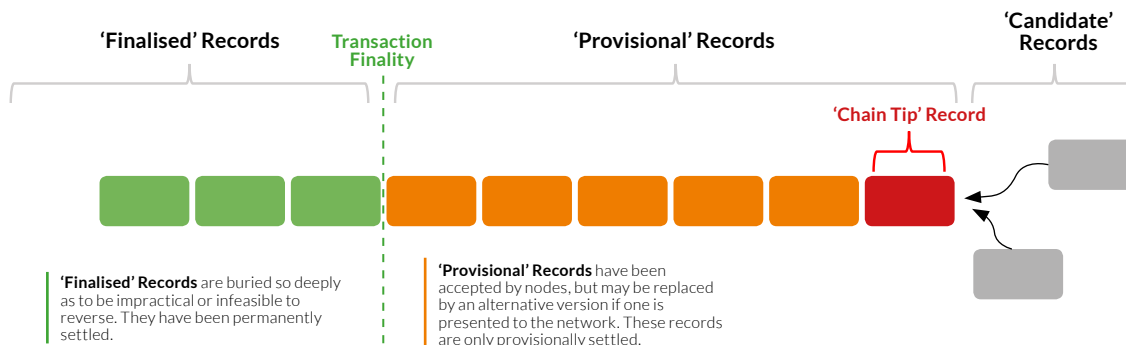 ‘Finalised’ Records
Transaction
Finality
‘Provisional’ Records
‘Candidate’
Records
‘Chain Tip’ Record
‘Finalised’ Records are buried so deeply
as to be impractical or infeasible to
reverse. They have been permanently
settled.
‘Provisional’ Records have been
accepted by nodes, but may be replaced
by an alternative version if one is
presented to the network. These records
are only provisionally settled.